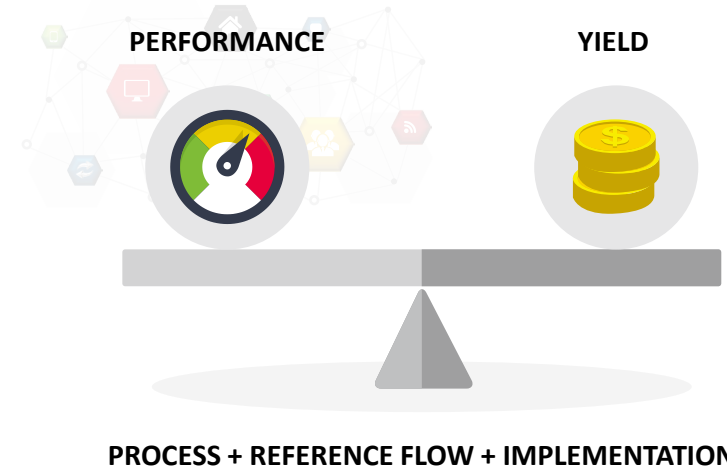 PERFORMANCE YIELD
$
PROCESS + REFERENCE FLOW + IMPLEMENTATION